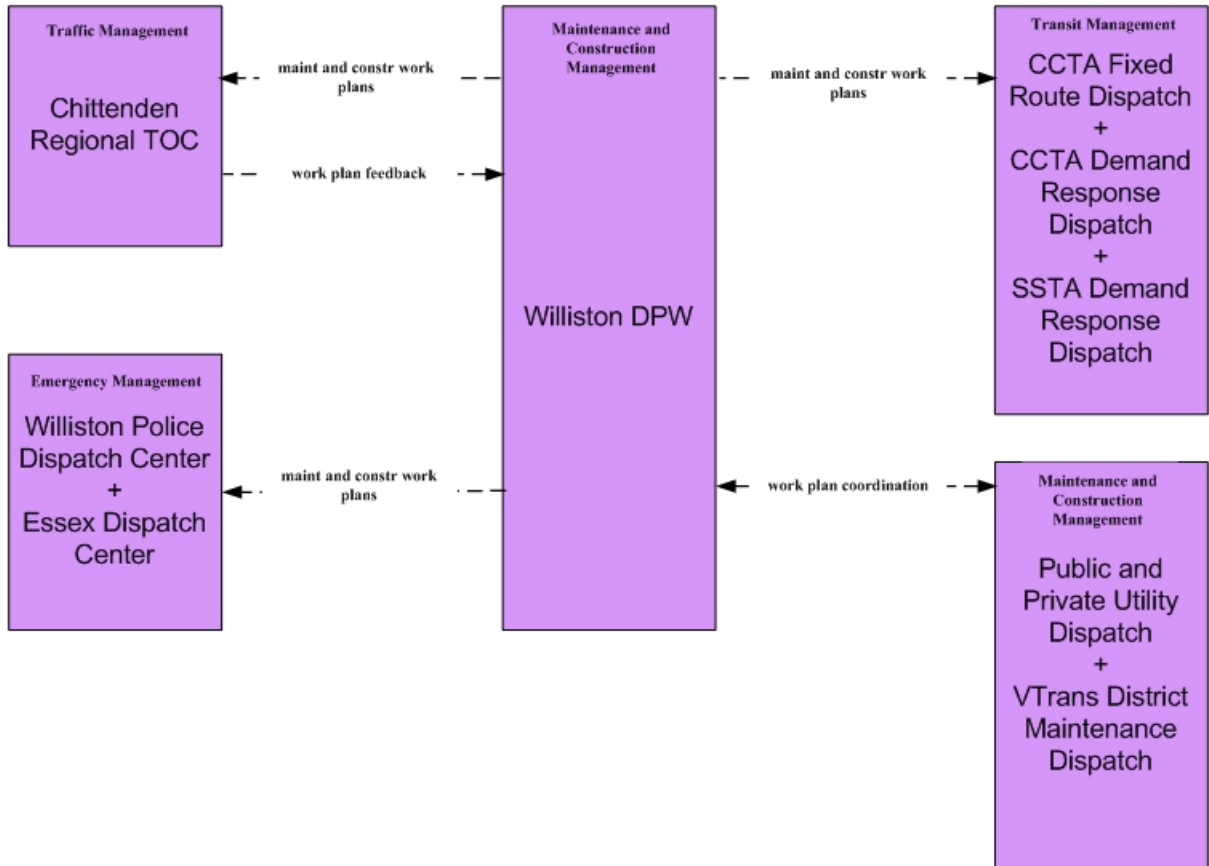 Traffic Management
Chittenden
Regional TOC
maint and constr work
plans
work plan feedback
Emergency Management
Williston Police
Dispatch Center
+
Essex Dispatch
Center
maint and constr work
plans
Maintenance and
Construction
Management
Williston DPW
maint and constr work
plans
Transit Management
CCTA Fixed
Route Dispatch
+
CCTA Demand
Response
Dispatch
+
SSTA Demand
Response
Dispatch
work plan coordination
Maintenance and
Construction
Management
Public and
Private Utility
Dispatch
+
VTrans District
Maintenance
Dispatch